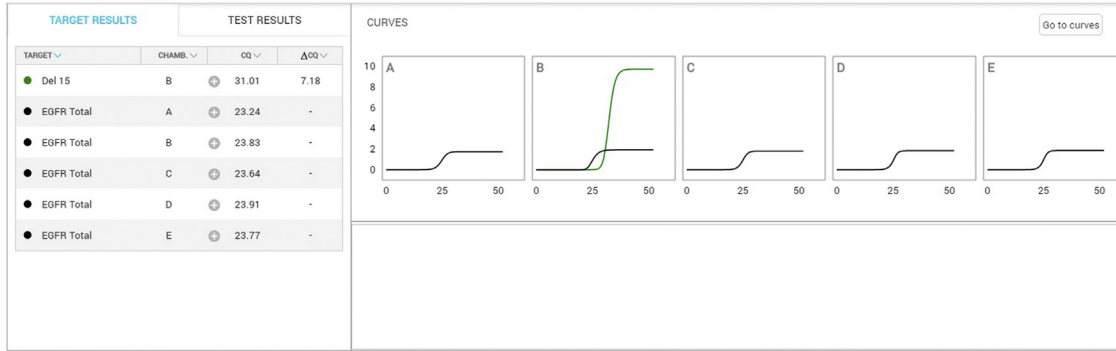 TARGET RESULTS TEST RESULTS
TARGET CHAMB. CQ ΔCQ
Del 15 B 31.01 7.18
EGFR Total A 23.24 -
EGFR Total B 23.83 -
EGFR Total C 23.64 -
EGFR Total D 23.91 -
EGFR Total E 23.77 -
CURVES Go to curves
A B C D E
10
8
6
4
2
0
0 25 50 0 25 50 0 25 50 0 25 50 0 25 50